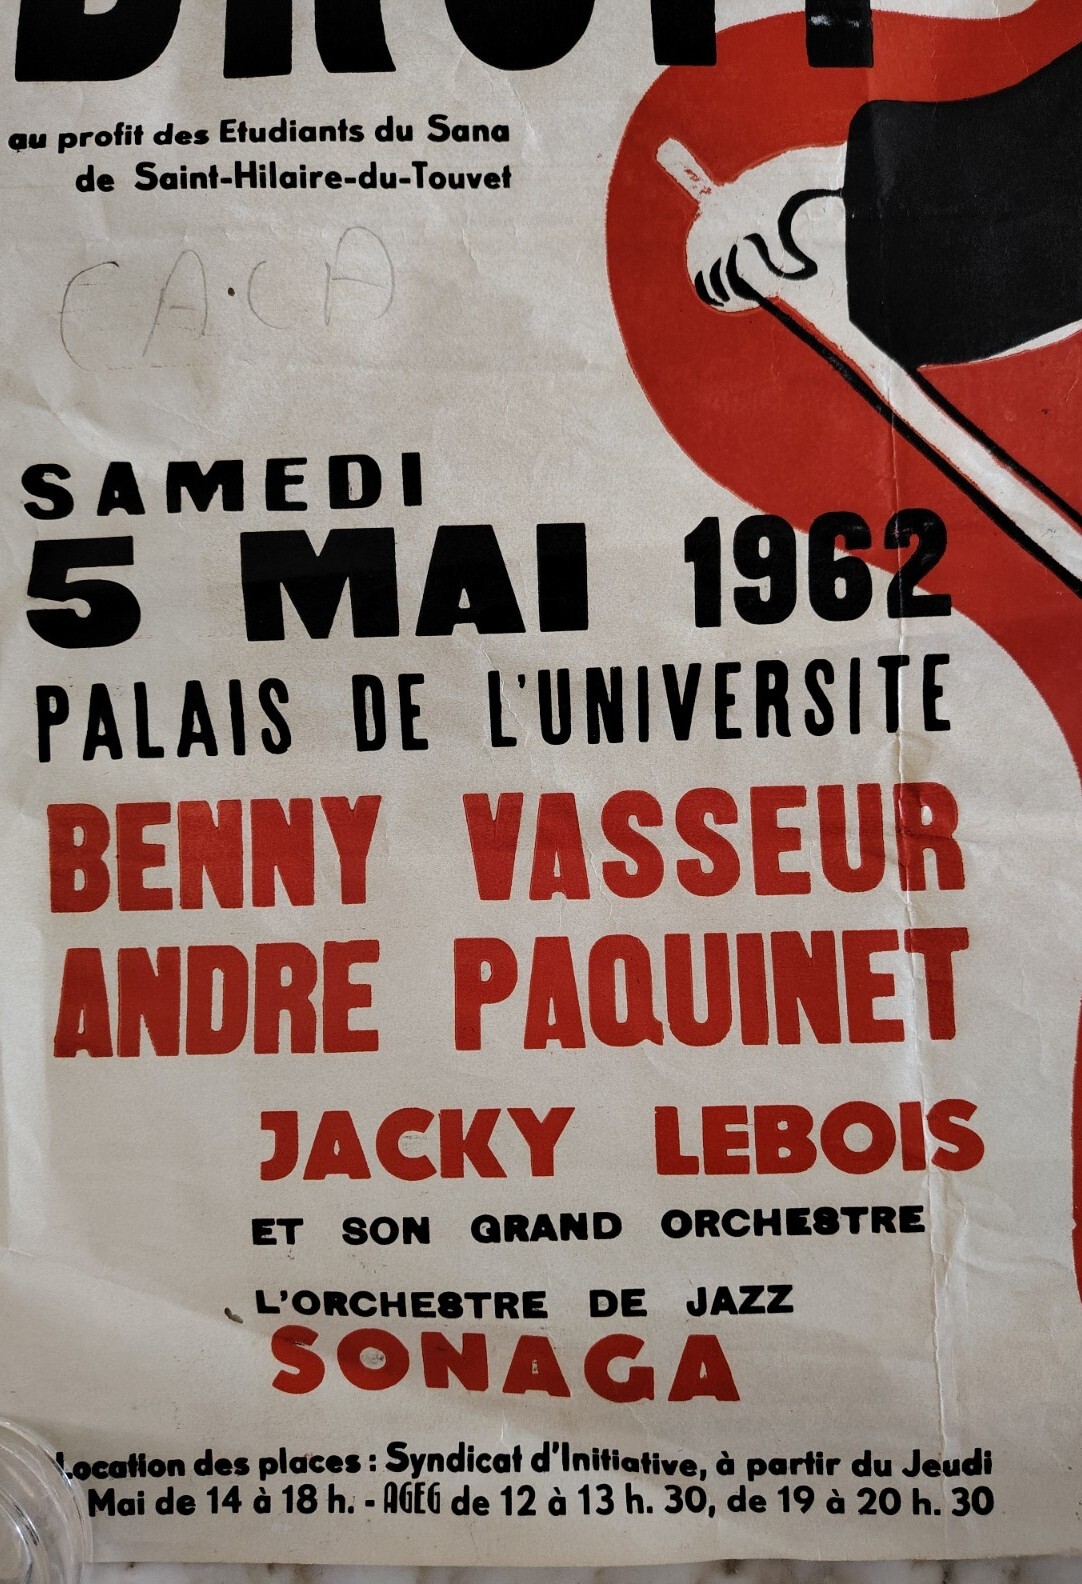 DROIT
au profit des Etudiants du Sana
de Saint-Hilaire-du-Touvet
SAMEDI
5 MAI 1962
PALAIS DE L'UNIVERSITE
BENNY VASSEUR
ANDRE PAQUINET
JACKY LEBOIS
ET SON GRAND ORCHESTRE
L'ORCHESTRE DE JAZZ
SONAGA
Location des places : Syndicat d'Initiative, à partir du Jeudi
Mai de 14 à 18 h. - AGEG de 12 à 13 h. 30, de 19 à 20 h. 30